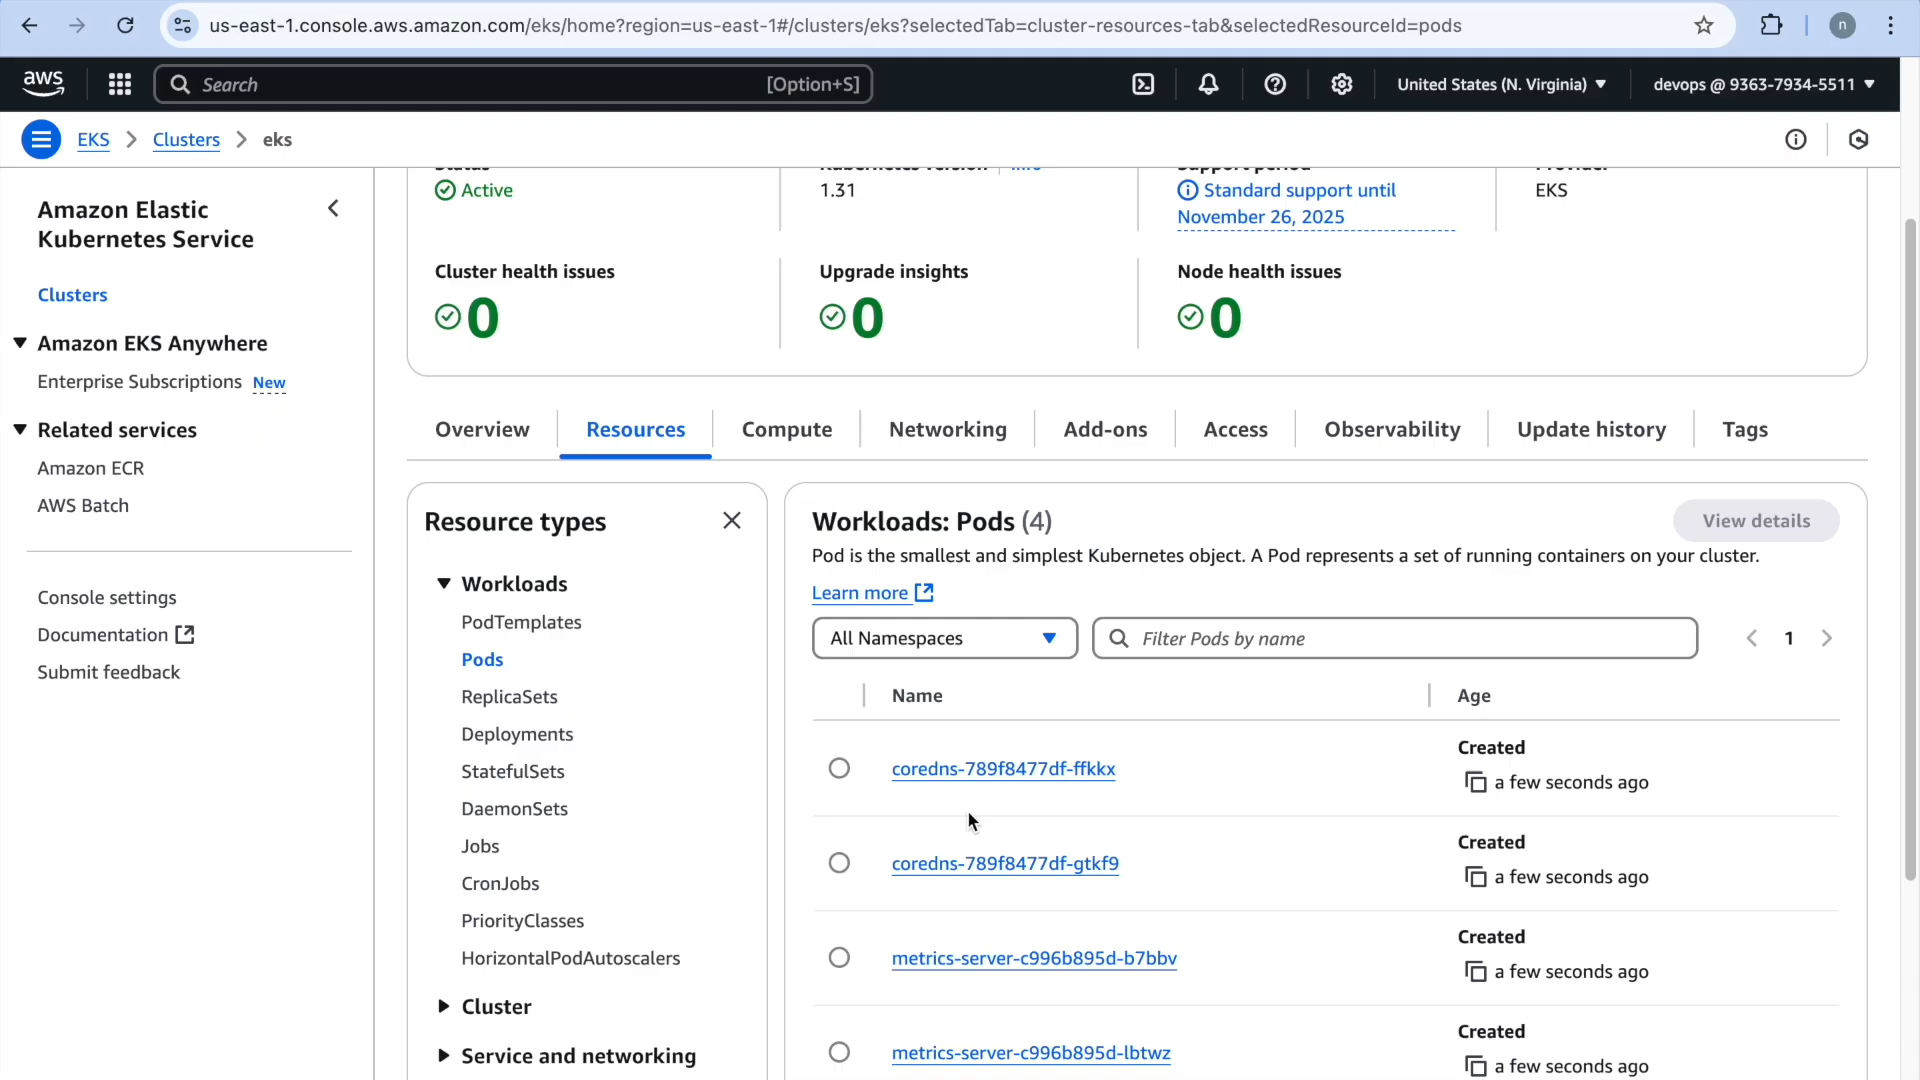 us-east-1.console.aws.amazon.com/eks/home?region=us-east-1#/clusters/eks?selectedTab=cluster-resources-tab&selectedResourceId=pods
n
aws
Search
[Option+S]
United States (N. Virginia)
devops @ 9363-7934-5511
EKS
Clusters
eks
Amazon Elastic
Kubernetes Service
Clusters
Amazon EKS Anywhere
Enterprise Subscriptions New
Related services
Amazon ECR
AWS Batch
Console settings
Documentation
Submit feedback
Status
Active
Kubernetes version
Info
1.31
Support period
Standard support until
November 26, 2025
Provider
EKS
Cluster health issues
0
Upgrade insights
0
Node health issues
0
Overview
Resources
Compute
Networking
Add-ons
Access
Observability
Update history
Tags
Resource types
Workloads
PodTemplates
Pods
ReplicaSets
Deployments
StatefulSets
DaemonSets
Jobs
CronJobs
PriorityClasses
HorizontalPodAutoscalers
Cluster
Service and networking
Workloads: Pods (4)
View details
Pod is the smallest and simplest Kubernetes object. A Pod represents a set of running containers on your cluster.
Learn more
All Namespaces
Filter Pods by name
1
Name
Age
coredns-789f8477df-ffkkx
Created
a few seconds ago
coredns-789f8477df-gtkf9
Created
a few seconds ago
metrics-server-c996b895d-b7bbv
Created
a few seconds ago
metrics-server-c996b895d-lbtwz
Created
a few seconds ago